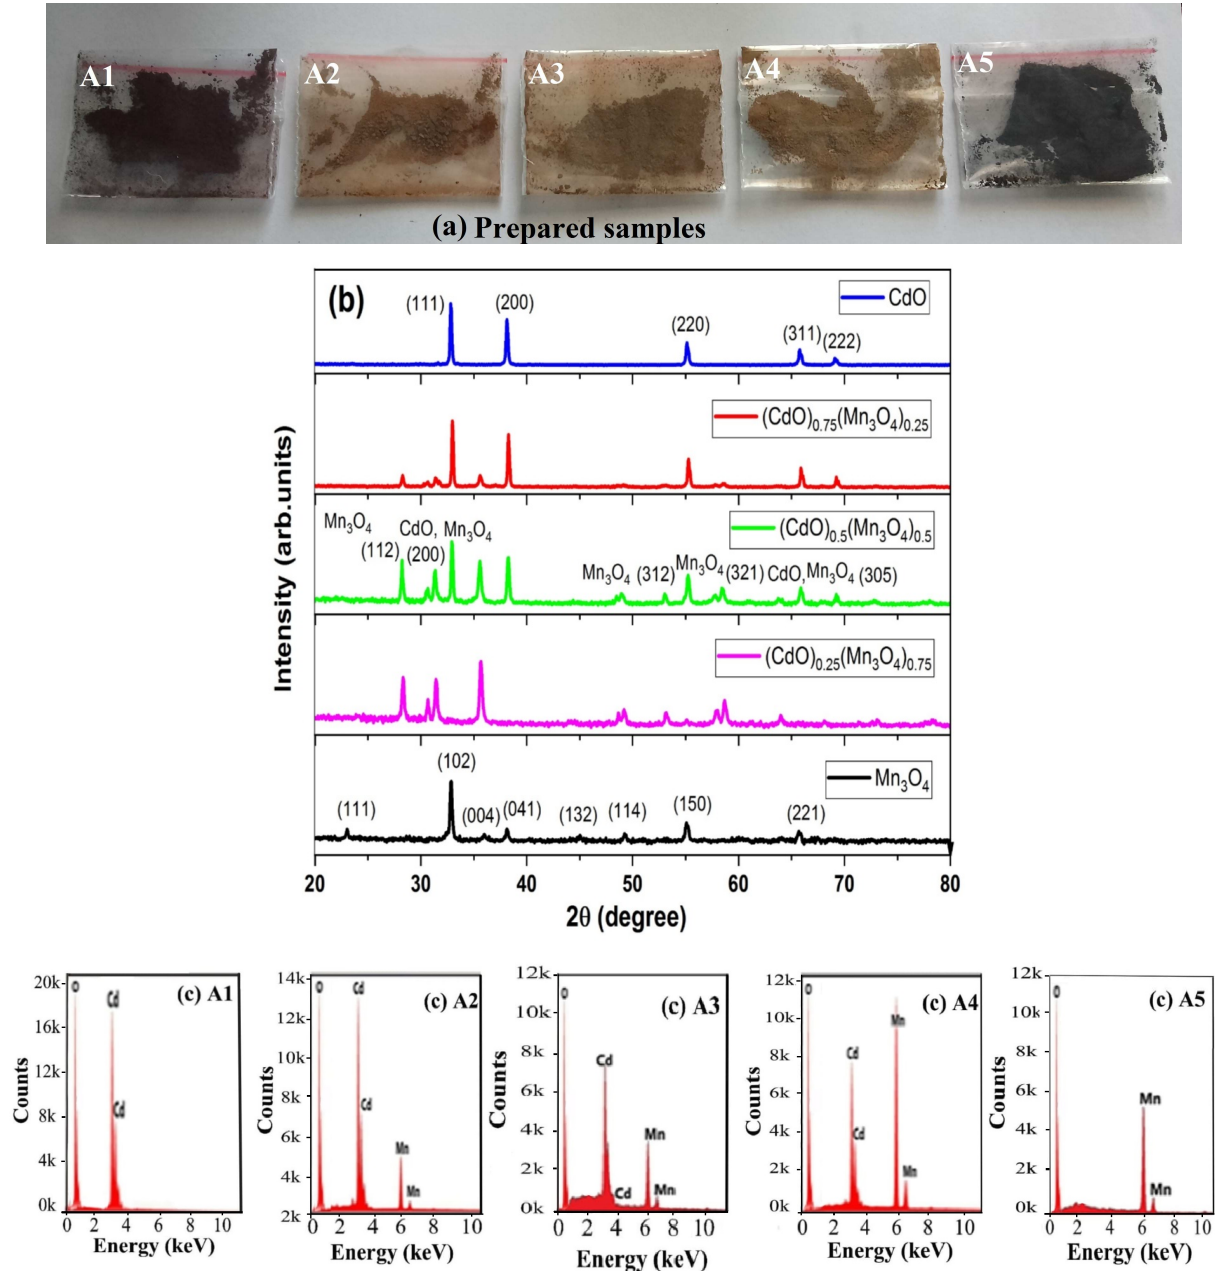 A1 A2 A3 A4 A5
(a) Prepared samples
(b)
CdO
(111) (200) (220) (311) (222)
20 30 40 50 60 70 80
(CdO)0.75(Mn3O4)0.25
(CdO)0.5(Mn3O4)0.5
Mn3O4 CdO, Mn3O4
(112) (200) Mn3O4 (312) Mn3O4 (321) CdO,Mn3O4 (305)
(CdO)0.25(Mn3O4)0.75
Mn3O4
(111) (102) (004) (041) (132) (114) (150) (221)
20 30 40 50 60 70 80
2θ (degree)
Intensity (arb.units)
(c) A1
O Cd Cd
20k
16k
12k
8k
4k
0k
0 2 4 6 8 10
Counts
Energy (keV)
(c) A2
O Cd Cd Mn Mn
14k
12k
10k
8k
6k
4k
2k
0 2 4 6 8 10
Counts
Energy (keV)
(c) A3
O Cd Cd Mn Mn
12k
10k
8k
6k
4k
2k
0k
0 2 4 6 8 10
Counts
Energy (keV)
(c) A4
O Cd Cd Mn Mn
12k
10k
8k
6k
4k
2k
0k
0 2 4 6 8 10
Counts
Energy (keV)
(c) A5
O Mn Mn
12k
10k
8k
6k
4k
2k
0k
0 2 4 6 8 10
Counts
Energy (keV)